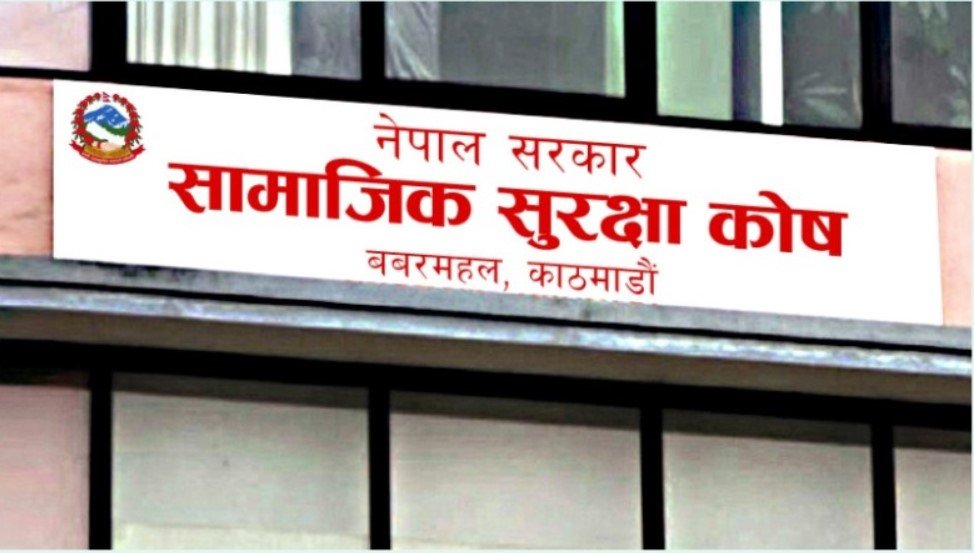 नेपाल सरकार
सामाजिक सुरक्षा कोष
बबरमहल, काठमाडौं